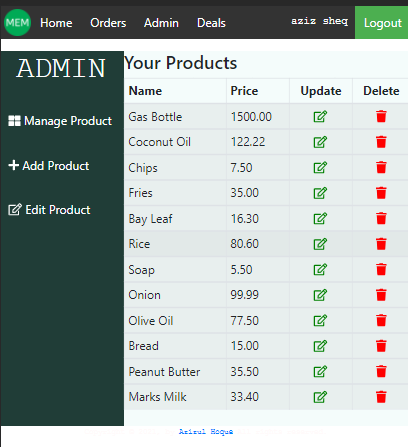 MEM Home Orders Admin Deals aziz sheq Logout
ADMIN
Manage Product
Add Product
Edit Product
Your Products
Name Price Update Delete
Gas Bottle 1500.00
Coconut Oil 122.22
Chips 7.50
Fries 35.00
Bay Leaf 16.30
Rice 80.60
Soap 5.50
Onion 99.99
Olive Oil 77.50
Bread 15.00
Peanut Butter 35.50
Marks Milk 33.40
Azizul Hoque